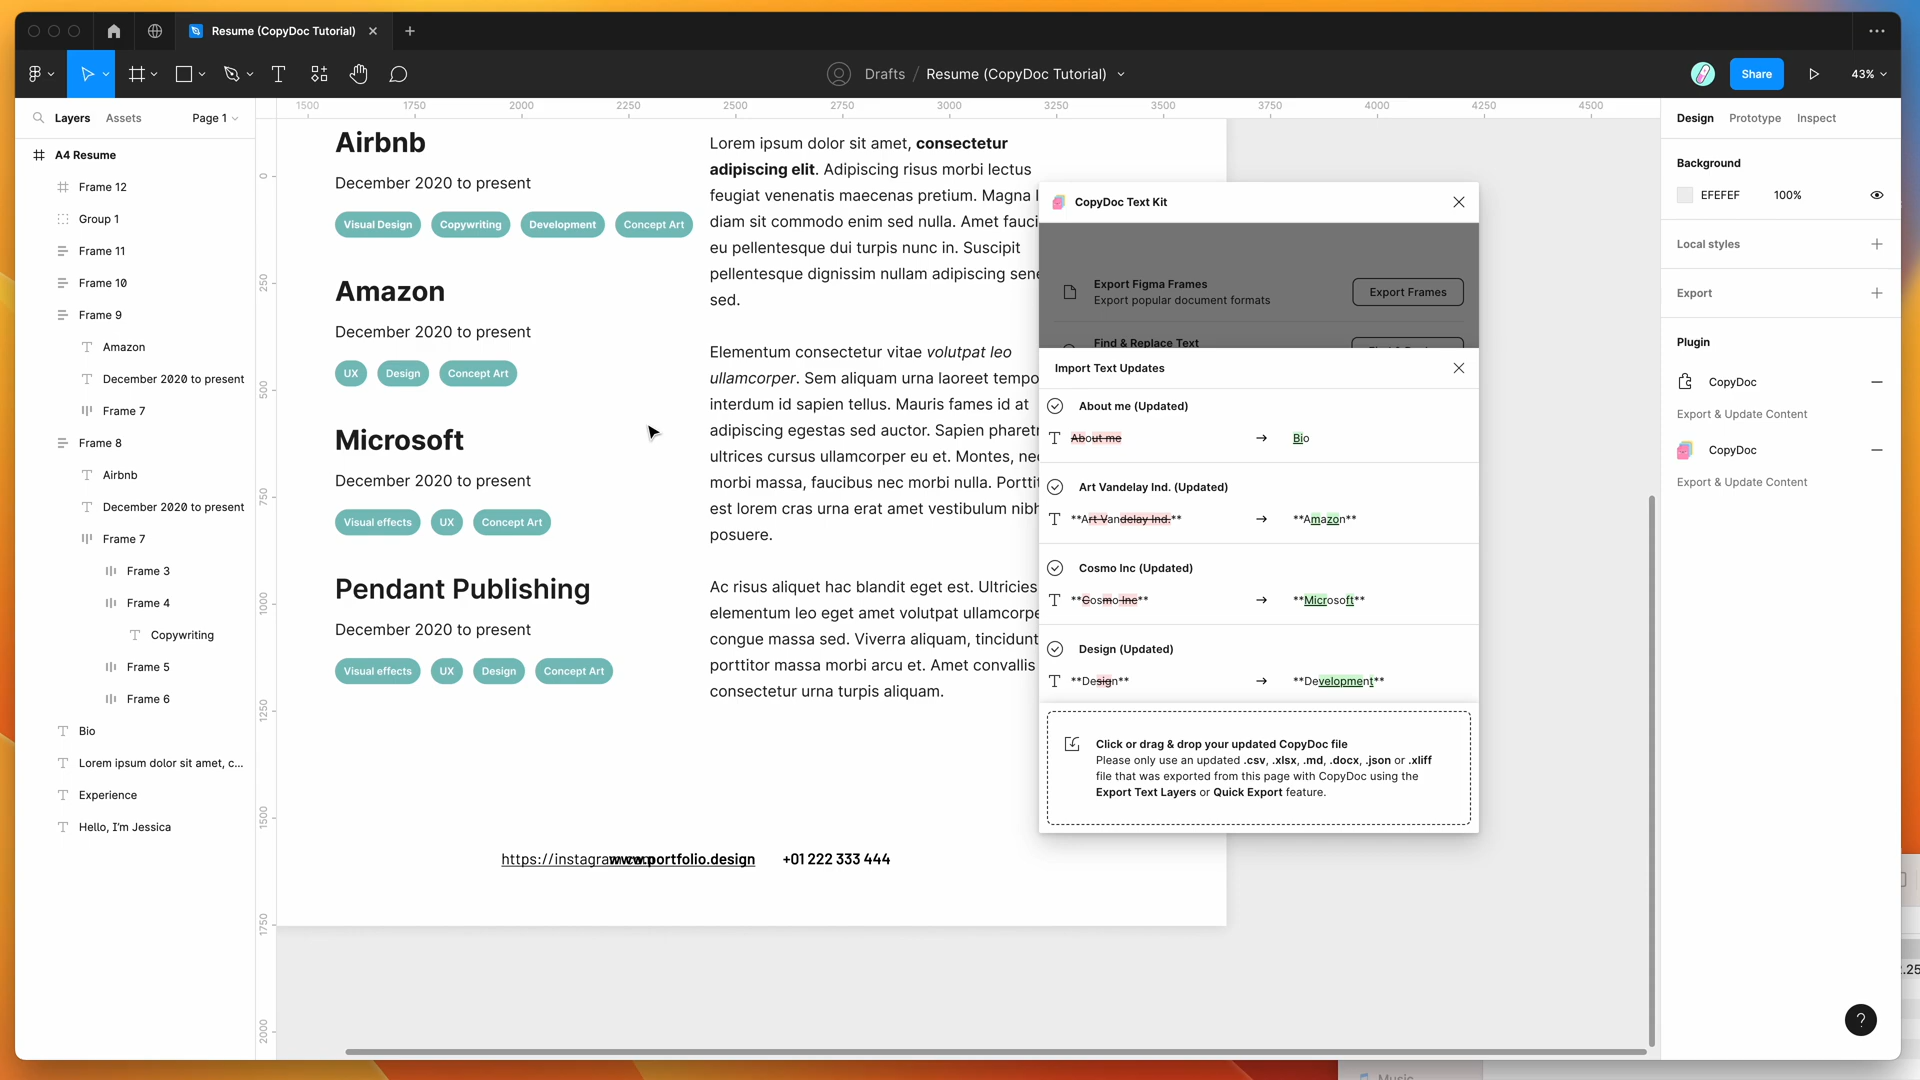 Resume (CopyDoc Tutorial)
Drafts / Resume (CopyDoc Tutorial)
Share
43%
Layers
Assets
Page 1
A4 Resume
Frame 12
Group 1
Frame 11
Frame 10
Frame 9
Amazon
December 2020 to present
Frame 7
Frame 8
Airbnb
December 2020 to present
Frame 7
Frame 3
Frame 4
Copywriting
Frame 5
Frame 6
Bio
Lorem ipsum dolor sit amet, c...
Experience
Hello, I'm Jessica
1500 1750 2000 2250 2500 2750 3000 3250 3500 3750 4000 4250 4500
0
250
500
750
1000
1250
1500
1750
2000
Airbnb
December 2020 to present
Visual Design Copywriting Development Concept Art
Amazon
December 2020 to present
UX Design Concept Art
Microsoft
December 2020 to present
Visual effects UX Concept Art
Pendant Publishing
December 2020 to present
Visual effects UX Design Concept Art
Lorem ipsum dolor sit amet, consectetur
adipiscing elit. Adipiscing risus morbi lectus
feugiat venenatis maecenas pretium. Magna
diam sit commodo enim sed nulla. Amet fauci
eu pellentesque dui turpis nunc in. Suscipit
pellentesque dignissim nullam adipiscing sene
sed.
Elementum consectetur vitae volutpat leo
ullamcorper. Sem aliquam urna laoreet tempo
interdum id sapien tellus. Mauris fames id at
adipiscing egestas sed auctor. Sapien pharetr
ultrices cursus ullamcorper eu et. Montes, nec
morbi massa, faucibus nec morbi nulla. Porttit
est lorem cras urna erat amet vestibulum nibh
posuere.
Ac risus aliquet hac blandit eget est. Ultricies
elementum leo eget amet volutpat ullamcorpe
congue massa sed. Viverra aliquam, tincidunt
porttitor massa morbi arcu et. Amet convallis
consectetur urna turpis aliquam.
https://instagram www.portfolio.design +01 222 333 444
CopyDoc Text Kit
Export Figma Frames
Export popular document formats
Export Frames
Find & Replace Text
Import Text Updates
About me (Updated)
About me → Bio
Art Vandelay Ind. (Updated)
**Art Vandelay Ind.** → **Amazon**
Cosmo Inc (Updated)
**Cosmo Inc** → **Microsoft**
Design (Updated)
**Design** → **Development**
Click or drag & drop your updated CopyDoc file
Please only use an updated .csv, .xlsx, .md, .docx, .json or .xliff
file that was exported from this page with CopyDoc using the
Export Text Layers or Quick Export feature.
Design
Prototype
Inspect
Background
EFEFEF 100%
Local styles
Export
Plugin
CopyDoc
Export & Update Content
CopyDoc
Export & Update Content
?
Music